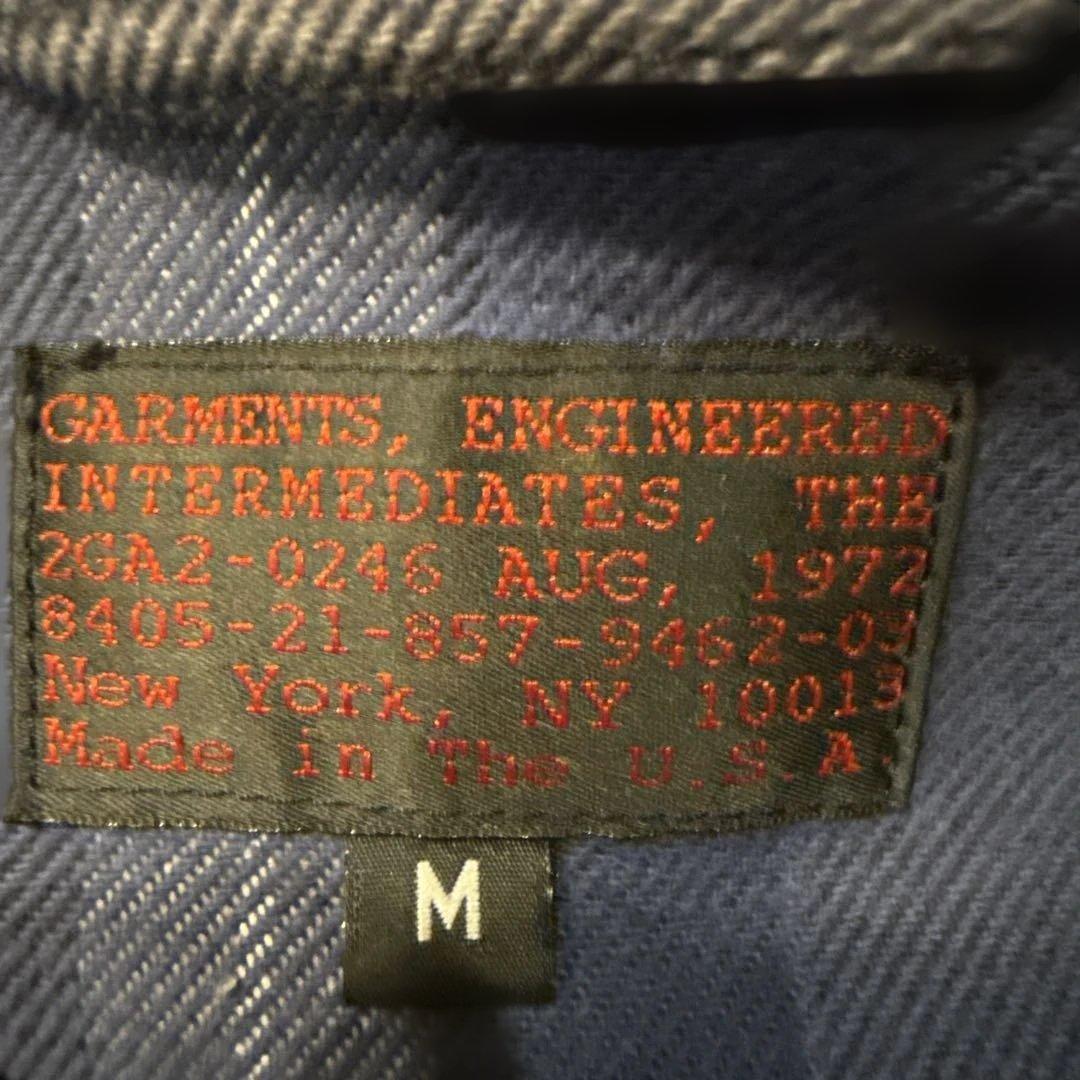 GARMENTS, ENGINEERED
INTERMEDIATES, THE
2GA2-0246 AUG, 1972
8405-21-857-9462-03
New York, NY 10013
Made in The U.S.A.
M